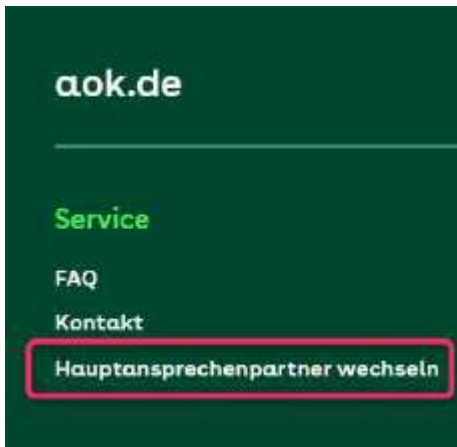 aok.de
Service
FAQ
Kontakt
Hauptansprechenpartner wechseln